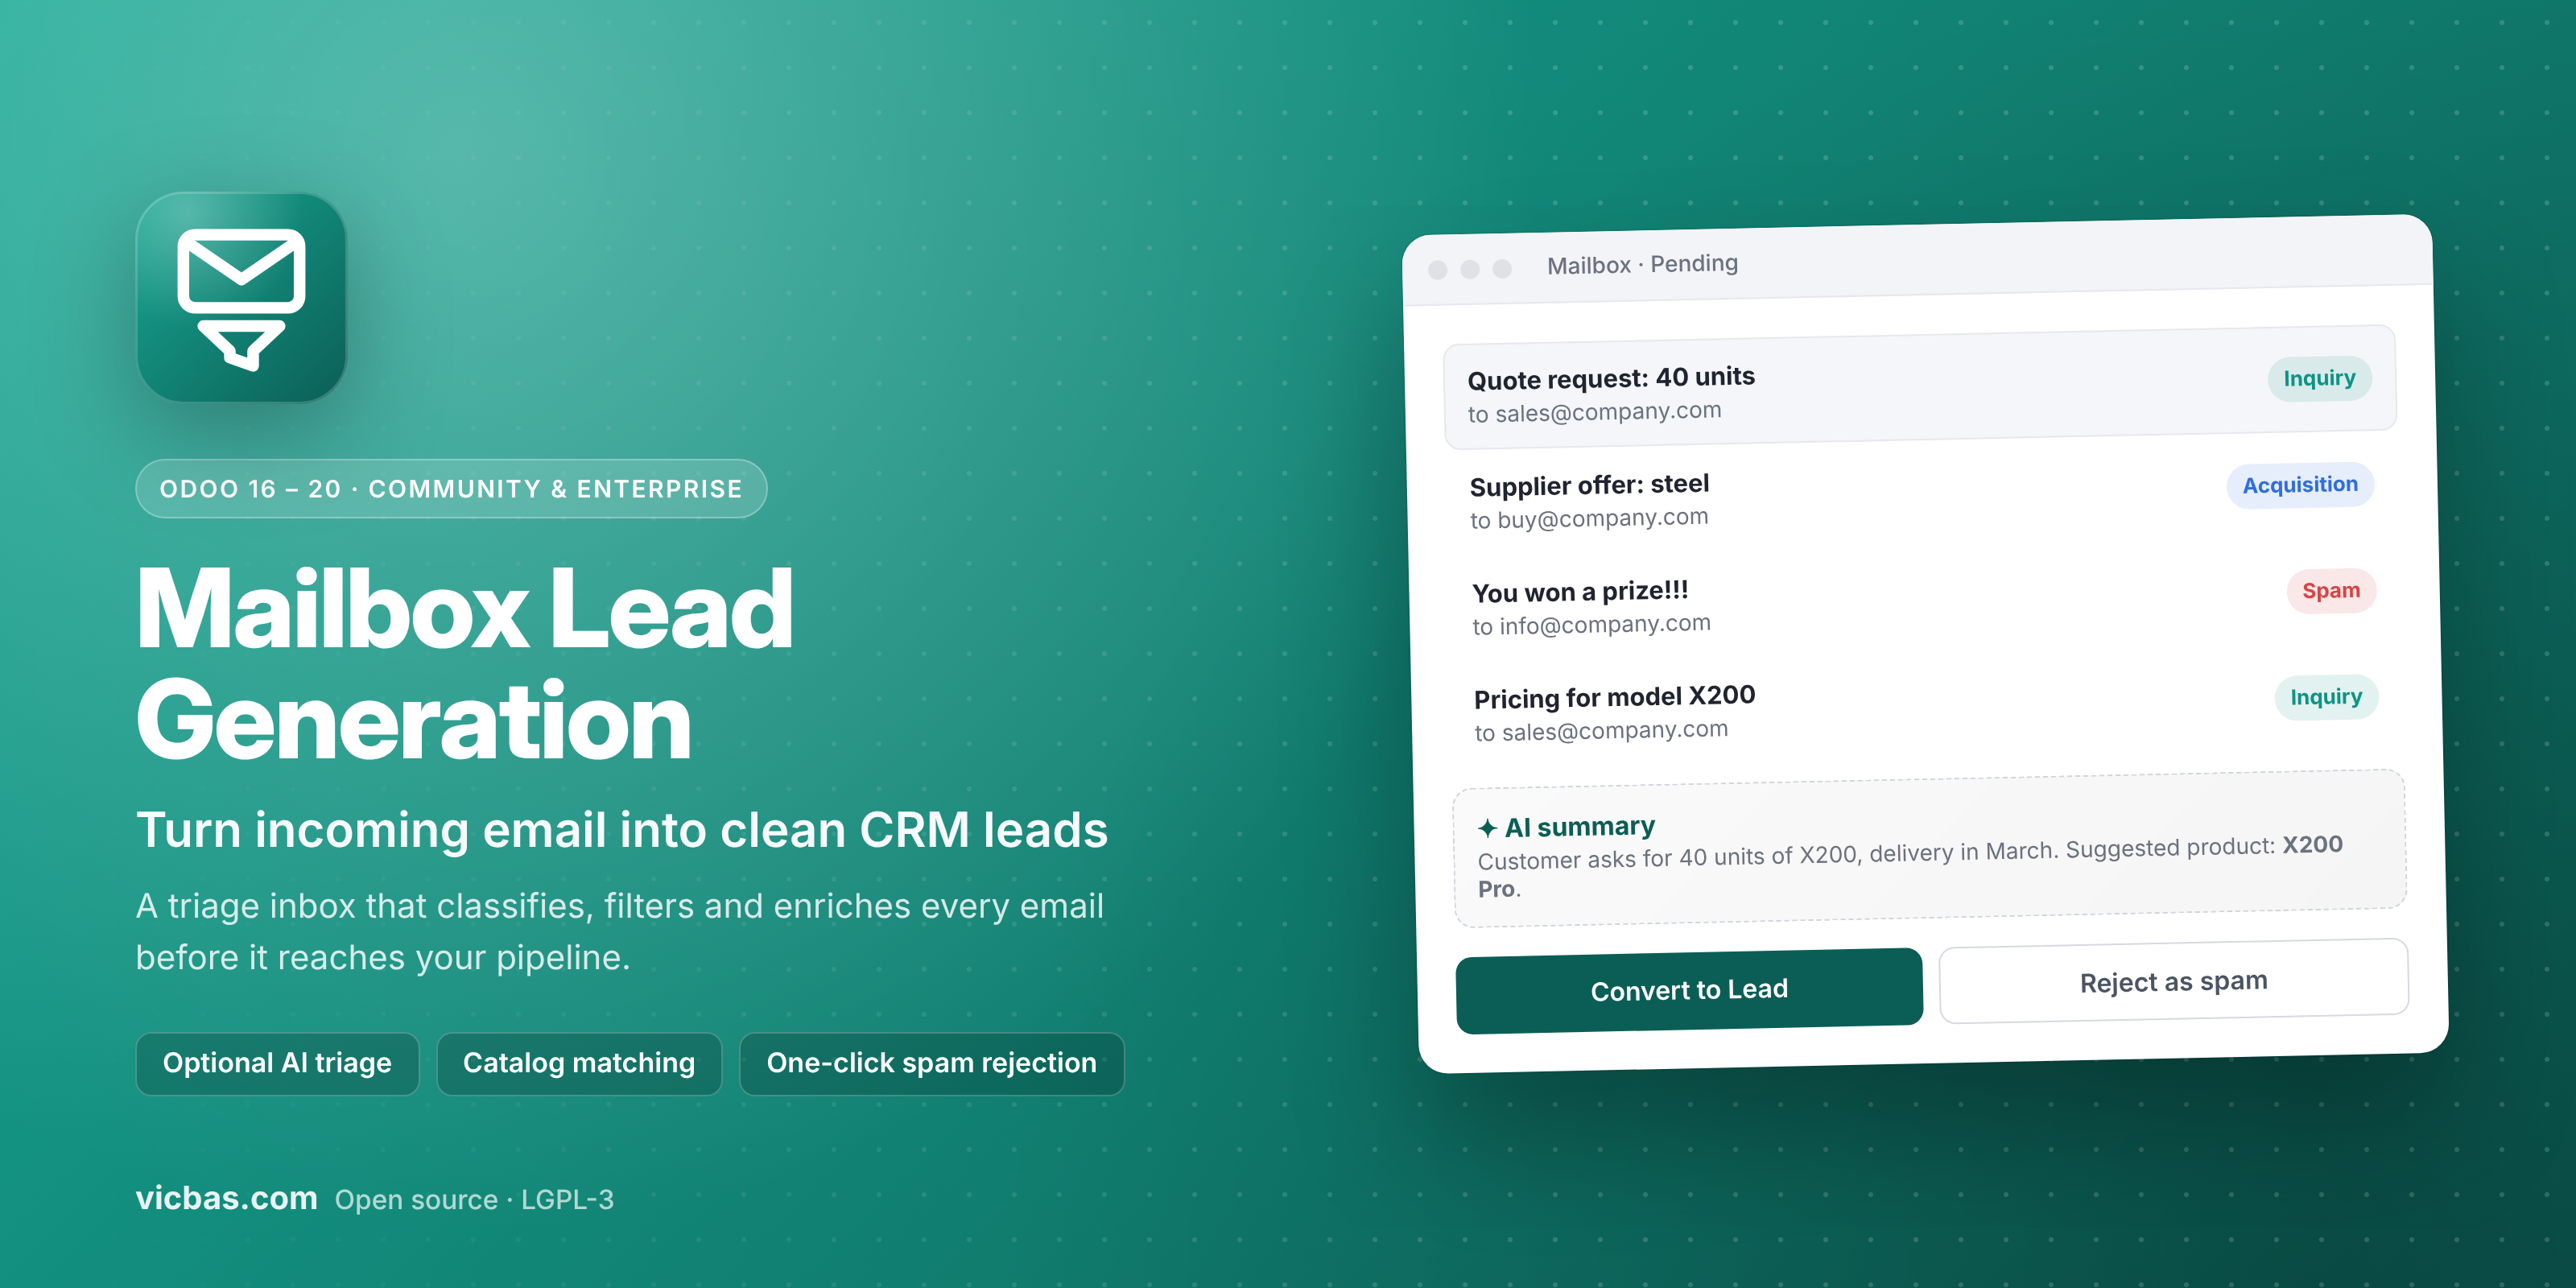 ODOO 16 – 20 · COMMUNITY & ENTERPRISE
Mailbox Lead
Generation
Turn incoming email into clean CRM leads
A triage inbox that classifies, filters and enriches every email
before it reaches your pipeline.
Optional AI triage
Catalog matching
One-click spam rejection
vicbas.com Open source · LGPL-3
Mailbox · Pending
Quote request: 40 units
to sales@company.com
Inquiry
Supplier offer: steel
to buy@company.com
Acquisition
You won a prize!!!
to info@company.com
Spam
Pricing for model X200
to sales@company.com
Inquiry
✦ AI summary
Customer asks for 40 units of X200, delivery in March. Suggested product: X200
Pro.
Convert to Lead
Reject as spam